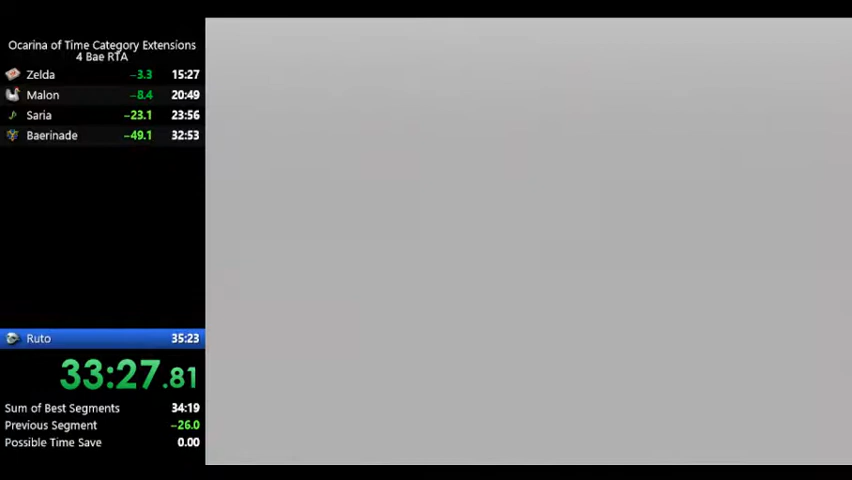 Ocarina of Time Category Extensions
4 Bae RTA
Zelda −3.3 15:27
Malon −8.4 20:49
Saria −23.1 23:56
Baerinade −49.1 32:53
Ruto 35:23
33:27.81
Sum of Best Segments 34:19
Previous Segment −26.0
Possible Time Save 0.00